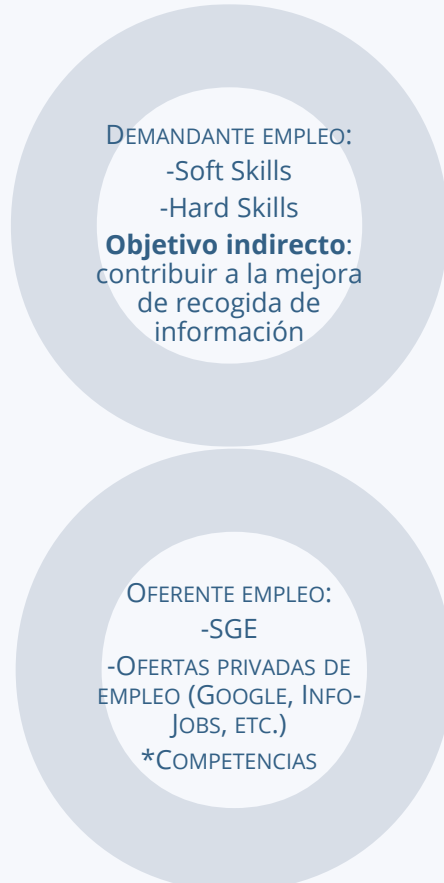 DEMANDANTE EMPLEO:
-Soft Skills
-Hard Skills
Objetivo indirecto:
contribuir a la mejora
de recogida de
información
OFERENTE EMPLEO:
-SGE
-OFERTAS PRIVADAS DE
EMPLEO (GOOGLE, INFO-
JOBS, ETC.)
*COMPETENCIAS